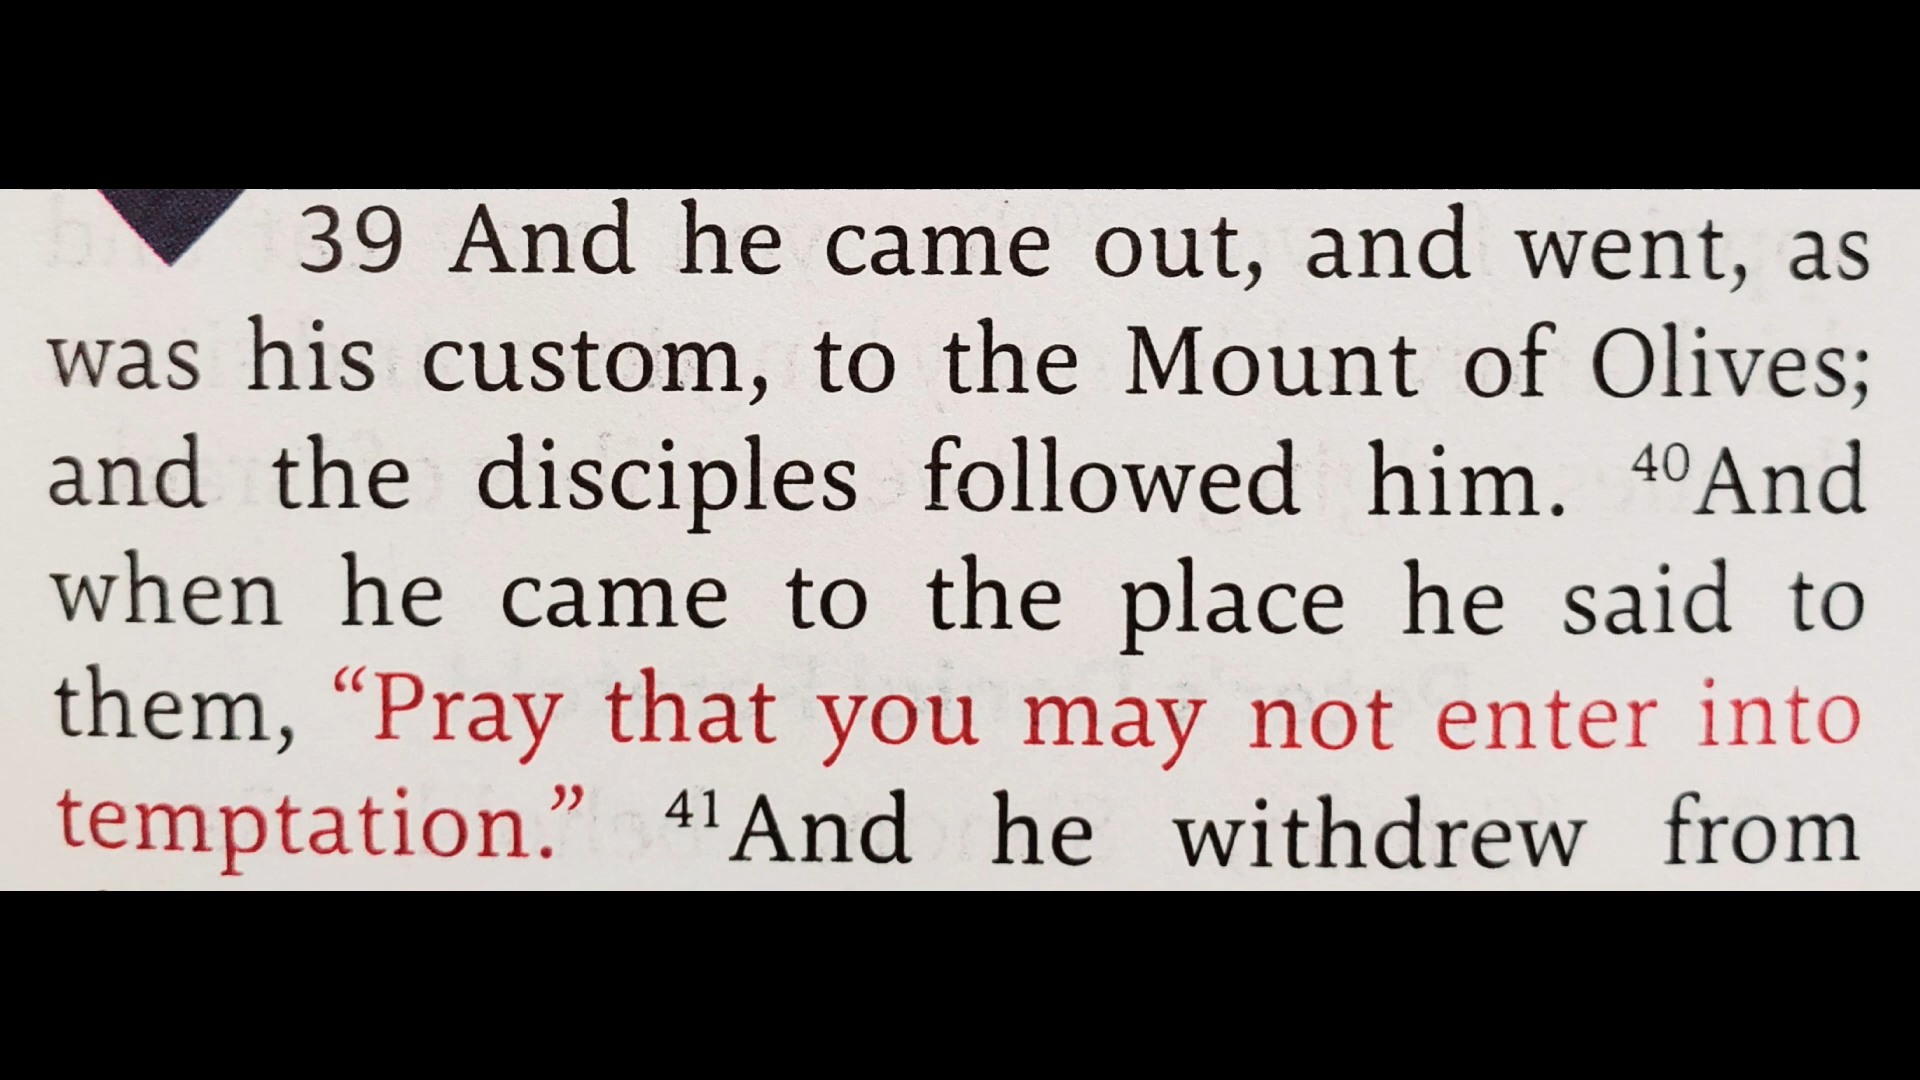 39 And he came out, and went, as
was his custom, to the Mount of Olives;
and the disciples followed him. ⁴⁰And
when he came to the place he said to
them, “Pray that you may not enter into
temptation.” ⁴¹And he withdrew from